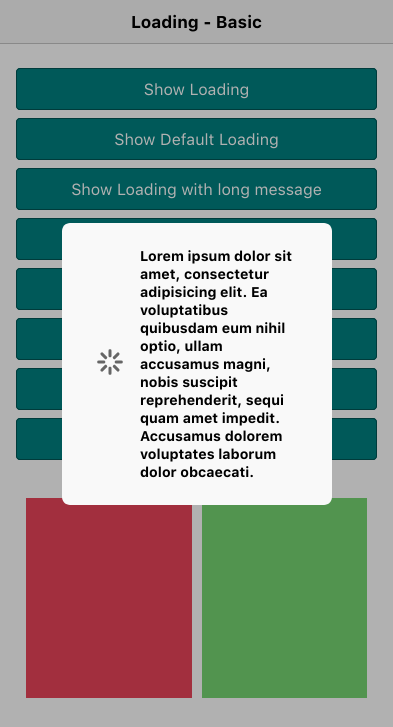 Loading - Basic
Show Loading
Show Default Loading
Show Loading with long message
Lorem ipsum dolor sit
amet, consectetur
adipisicing elit. Ea
voluptatibus
quibusdam eum nihil
optio, ullam
accusamus magni,
nobis suscipit
reprehenderit, sequi
quam amet impedit.
Accusamus dolorem
voluptates laborum
dolor obcaecati.